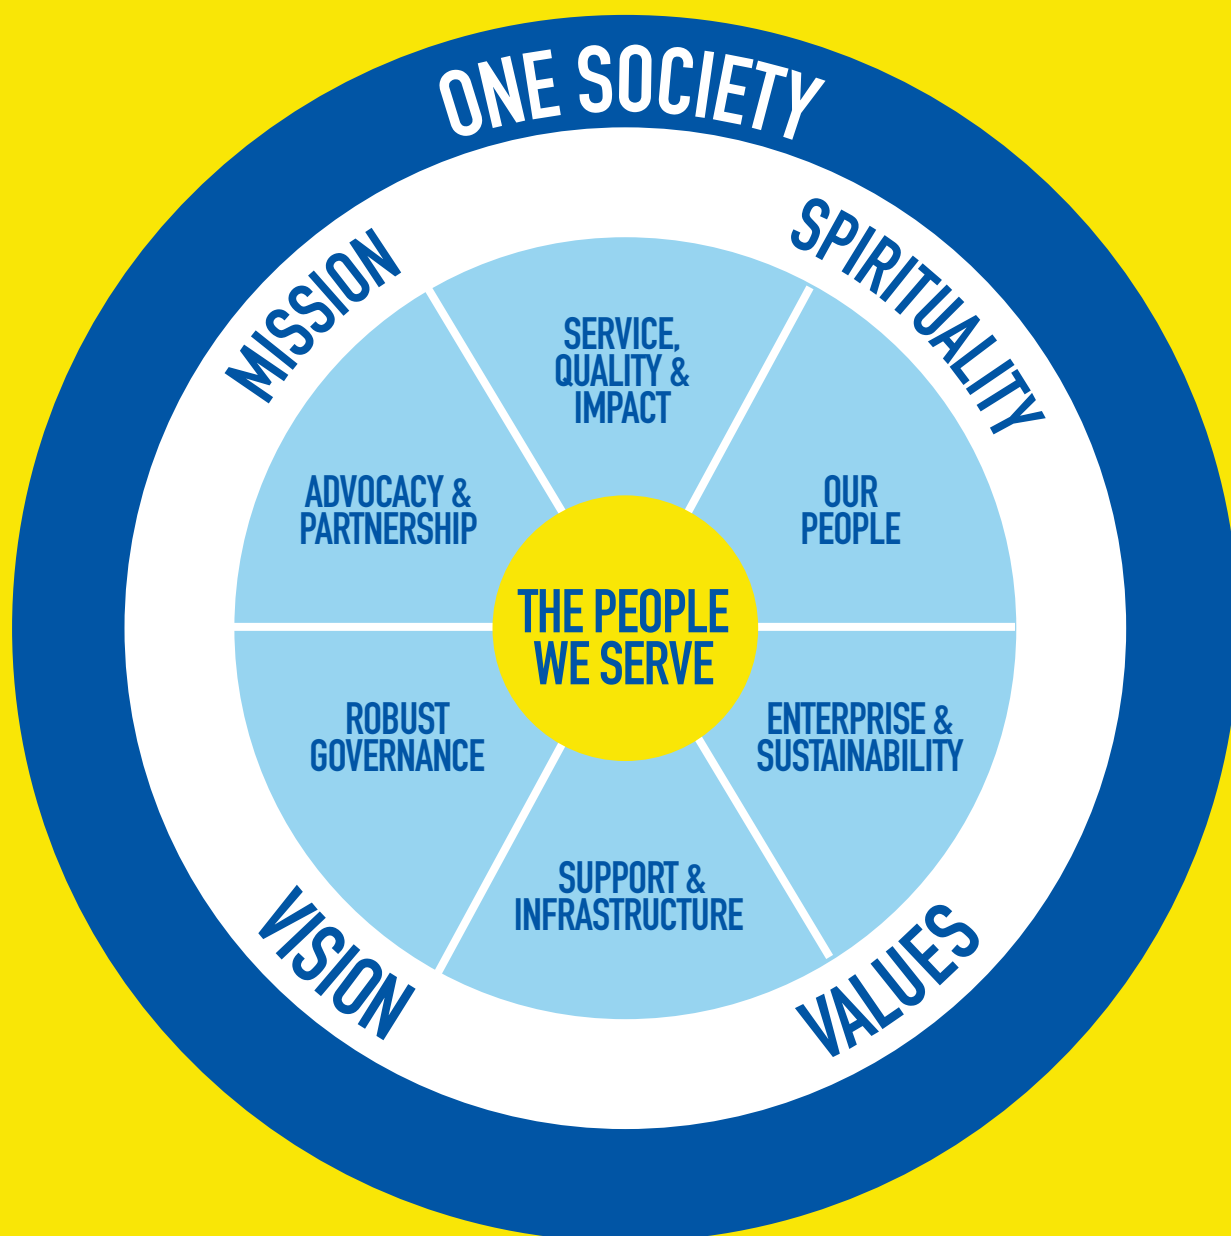 ONE SOCIETY
MISSION
SPIRITUALITY
SERVICE,
QUALITY &
IMPACT
ADVOCACY &
PARTNERSHIP
OUR
PEOPLE
THE PEOPLE
WE SERVE
ROBUST
GOVERNANCE
ENTERPRISE &
SUSTAINABILITY
SUPPORT &
INFRASTRUCTURE
VISION
VALUES